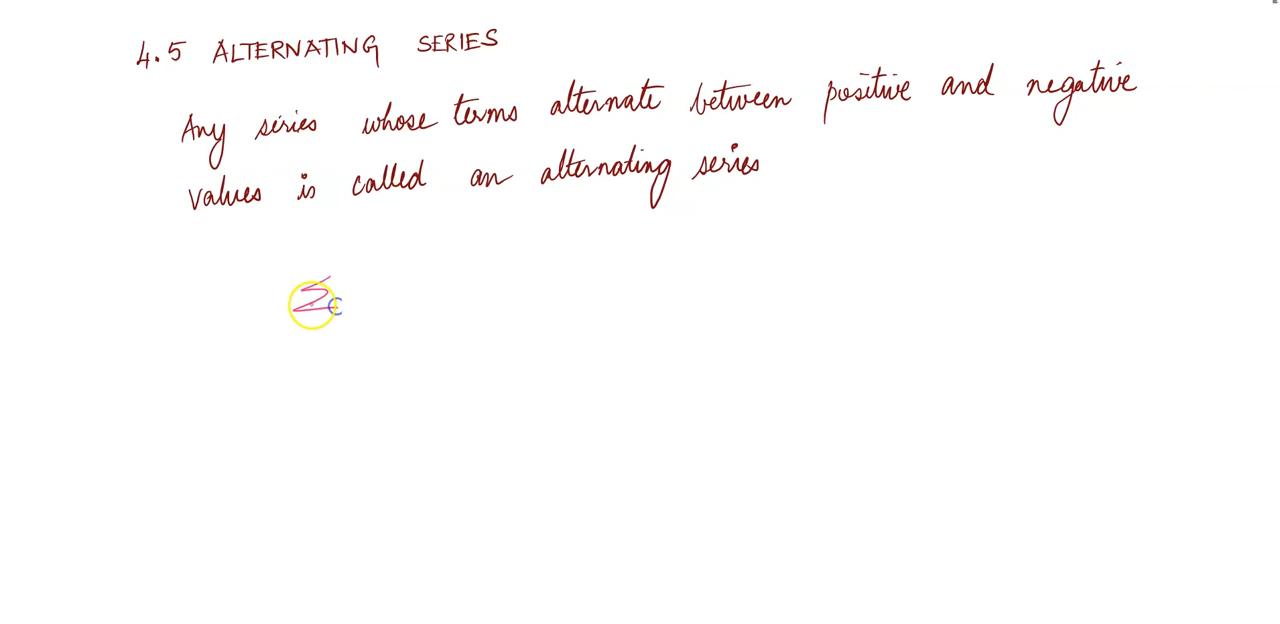 4.5 ALTERNATING SERIES
Any series whose terms alternate between positive and negative
values is called an alternating series
Σ